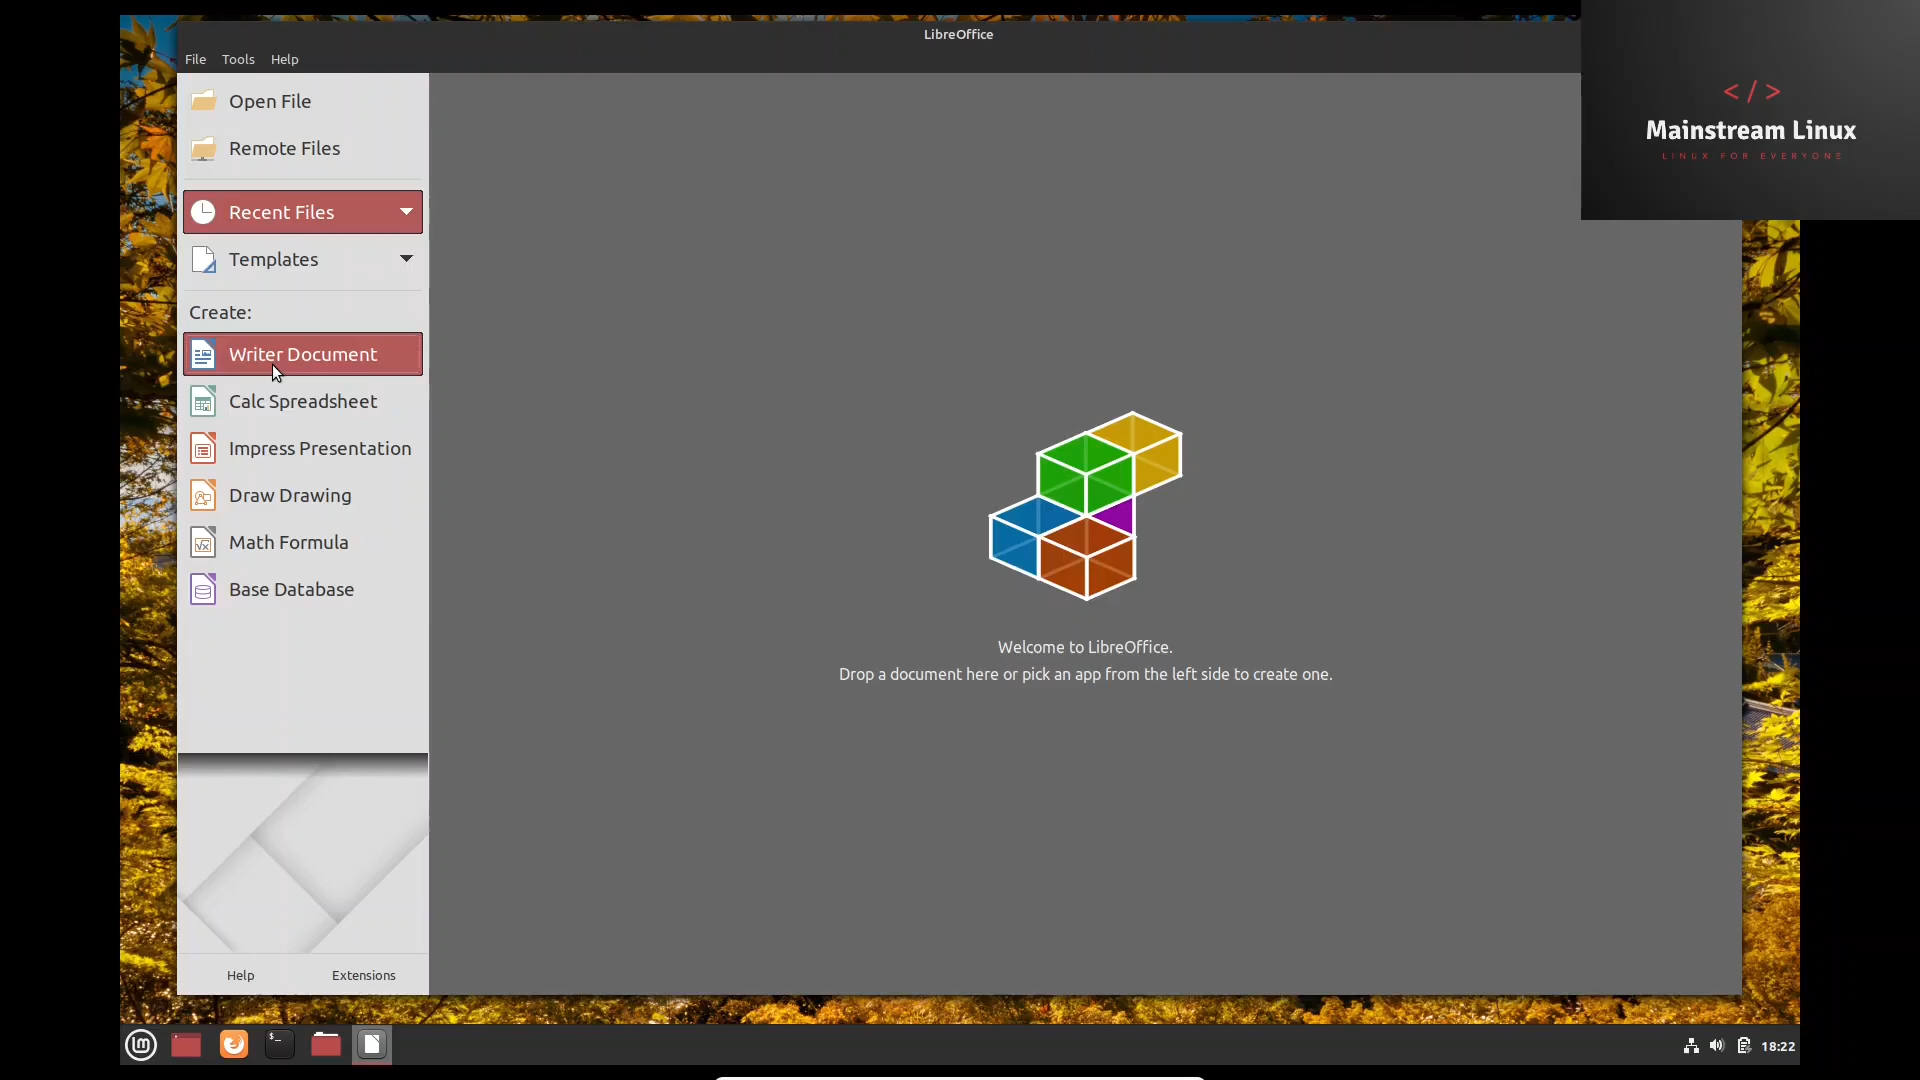 LibreOffice
File Tools Help
Open File
Remote Files
Recent Files
Templates
Create:
Writer Document
Calc Spreadsheet
Impress Presentation
Draw Drawing
Math Formula
Base Database
Help Extensions
Welcome to LibreOffice.
Drop a document here or pick an app from the left side to create one.
</>
Mainstream Linux
LINUX FOR EVERYONE
lm
$_
18:22